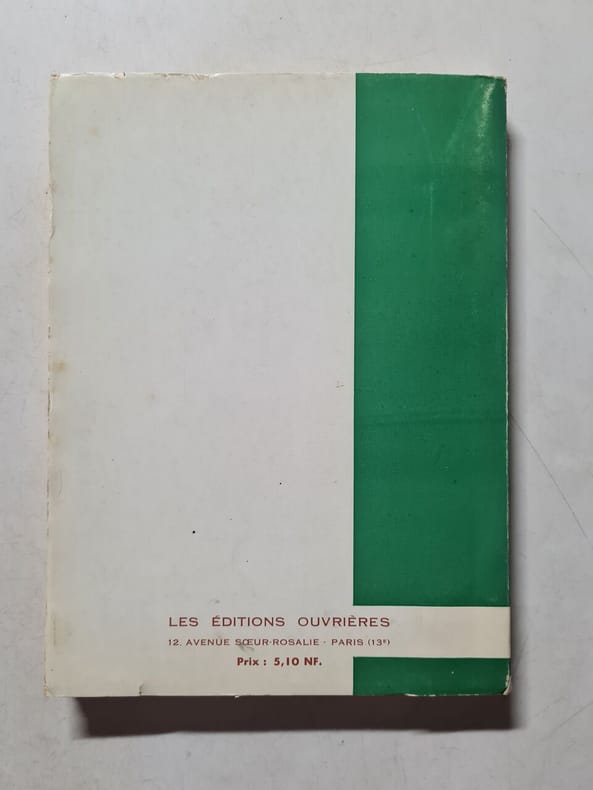 LES ÉDITIONS OUVRIÈRES
12, AVENUE SŒUR-ROSALIE - PARIS (13ᴱ)
Prix : 5,10 NF.